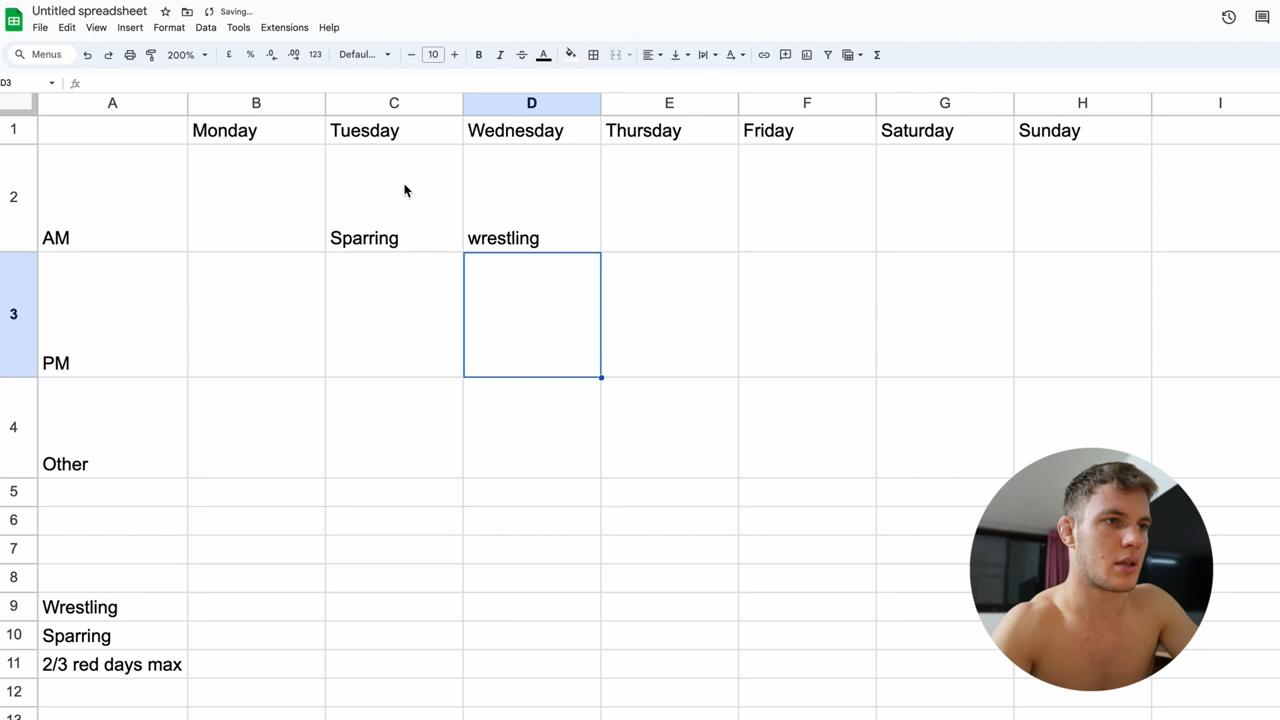 Untitled spreadsheet Saving...
File Edit View Insert Format Data Tools Extensions Help
Menus 200% £ % .0 .00 123 Defaul... 10 B I A Σ
D3 fx
A B C D E F G H I
1 Monday Tuesday Wednesday Thursday Friday Saturday Sunday
2 AM Sparring wrestling
3 PM
4 Other
5
6
7
8
9 Wrestling
10 Sparring
11 2/3 red days max
12
13